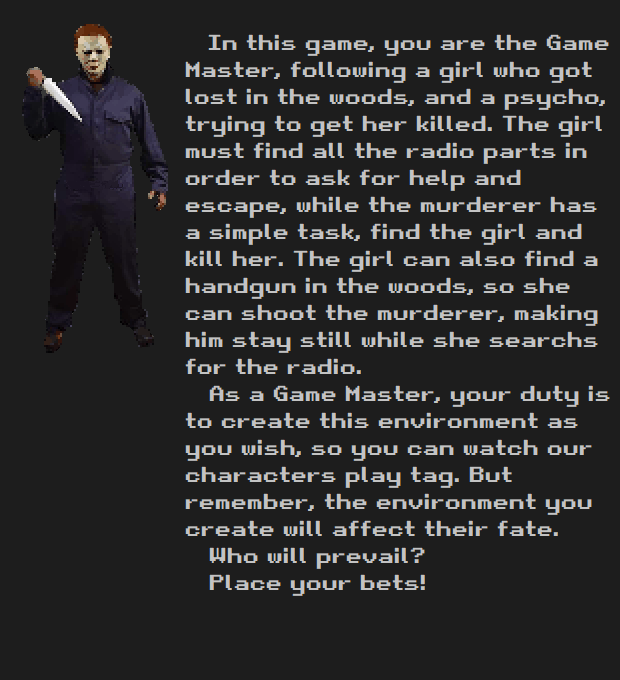 In this game, you are the Game
Master, following a girl who got
lost in the woods, and a psycho,
trying to get her killed. The girl
must find all the radio parts in
order to ask for help and
escape, while the murderer has
a simple task, find the girl and
kill her. The girl can also find a
handgun in the woods, so she
can shoot the murderer, making
him stay still while she searchs
for the radio.
As a Game Master, your duty is
to create this environment as
you wish, so you can watch our
characters play tag. But
remember, the environment you
create will affect their fate.
Who will prevail?
Place your bets!